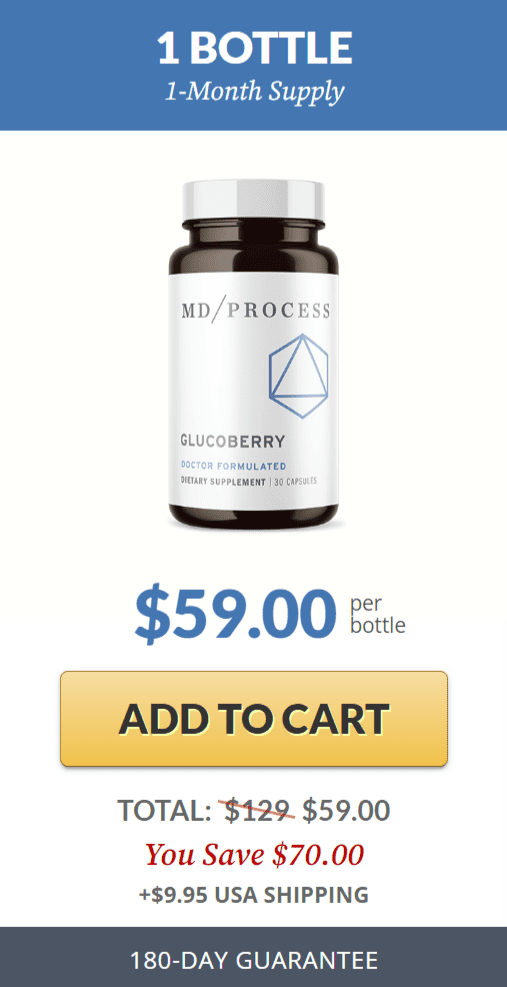 1 BOTTLE
1-Month Supply
MD/PROCESS
GLUCOBERRY
DOCTOR FORMULATED
DIETARY SUPPLEMENT | 30 CAPSULES
$59.00 per bottle
ADD TO CART
TOTAL: $129 $59.00
You Save $70.00
+$9.95 USA SHIPPING
180-DAY GUARANTEE